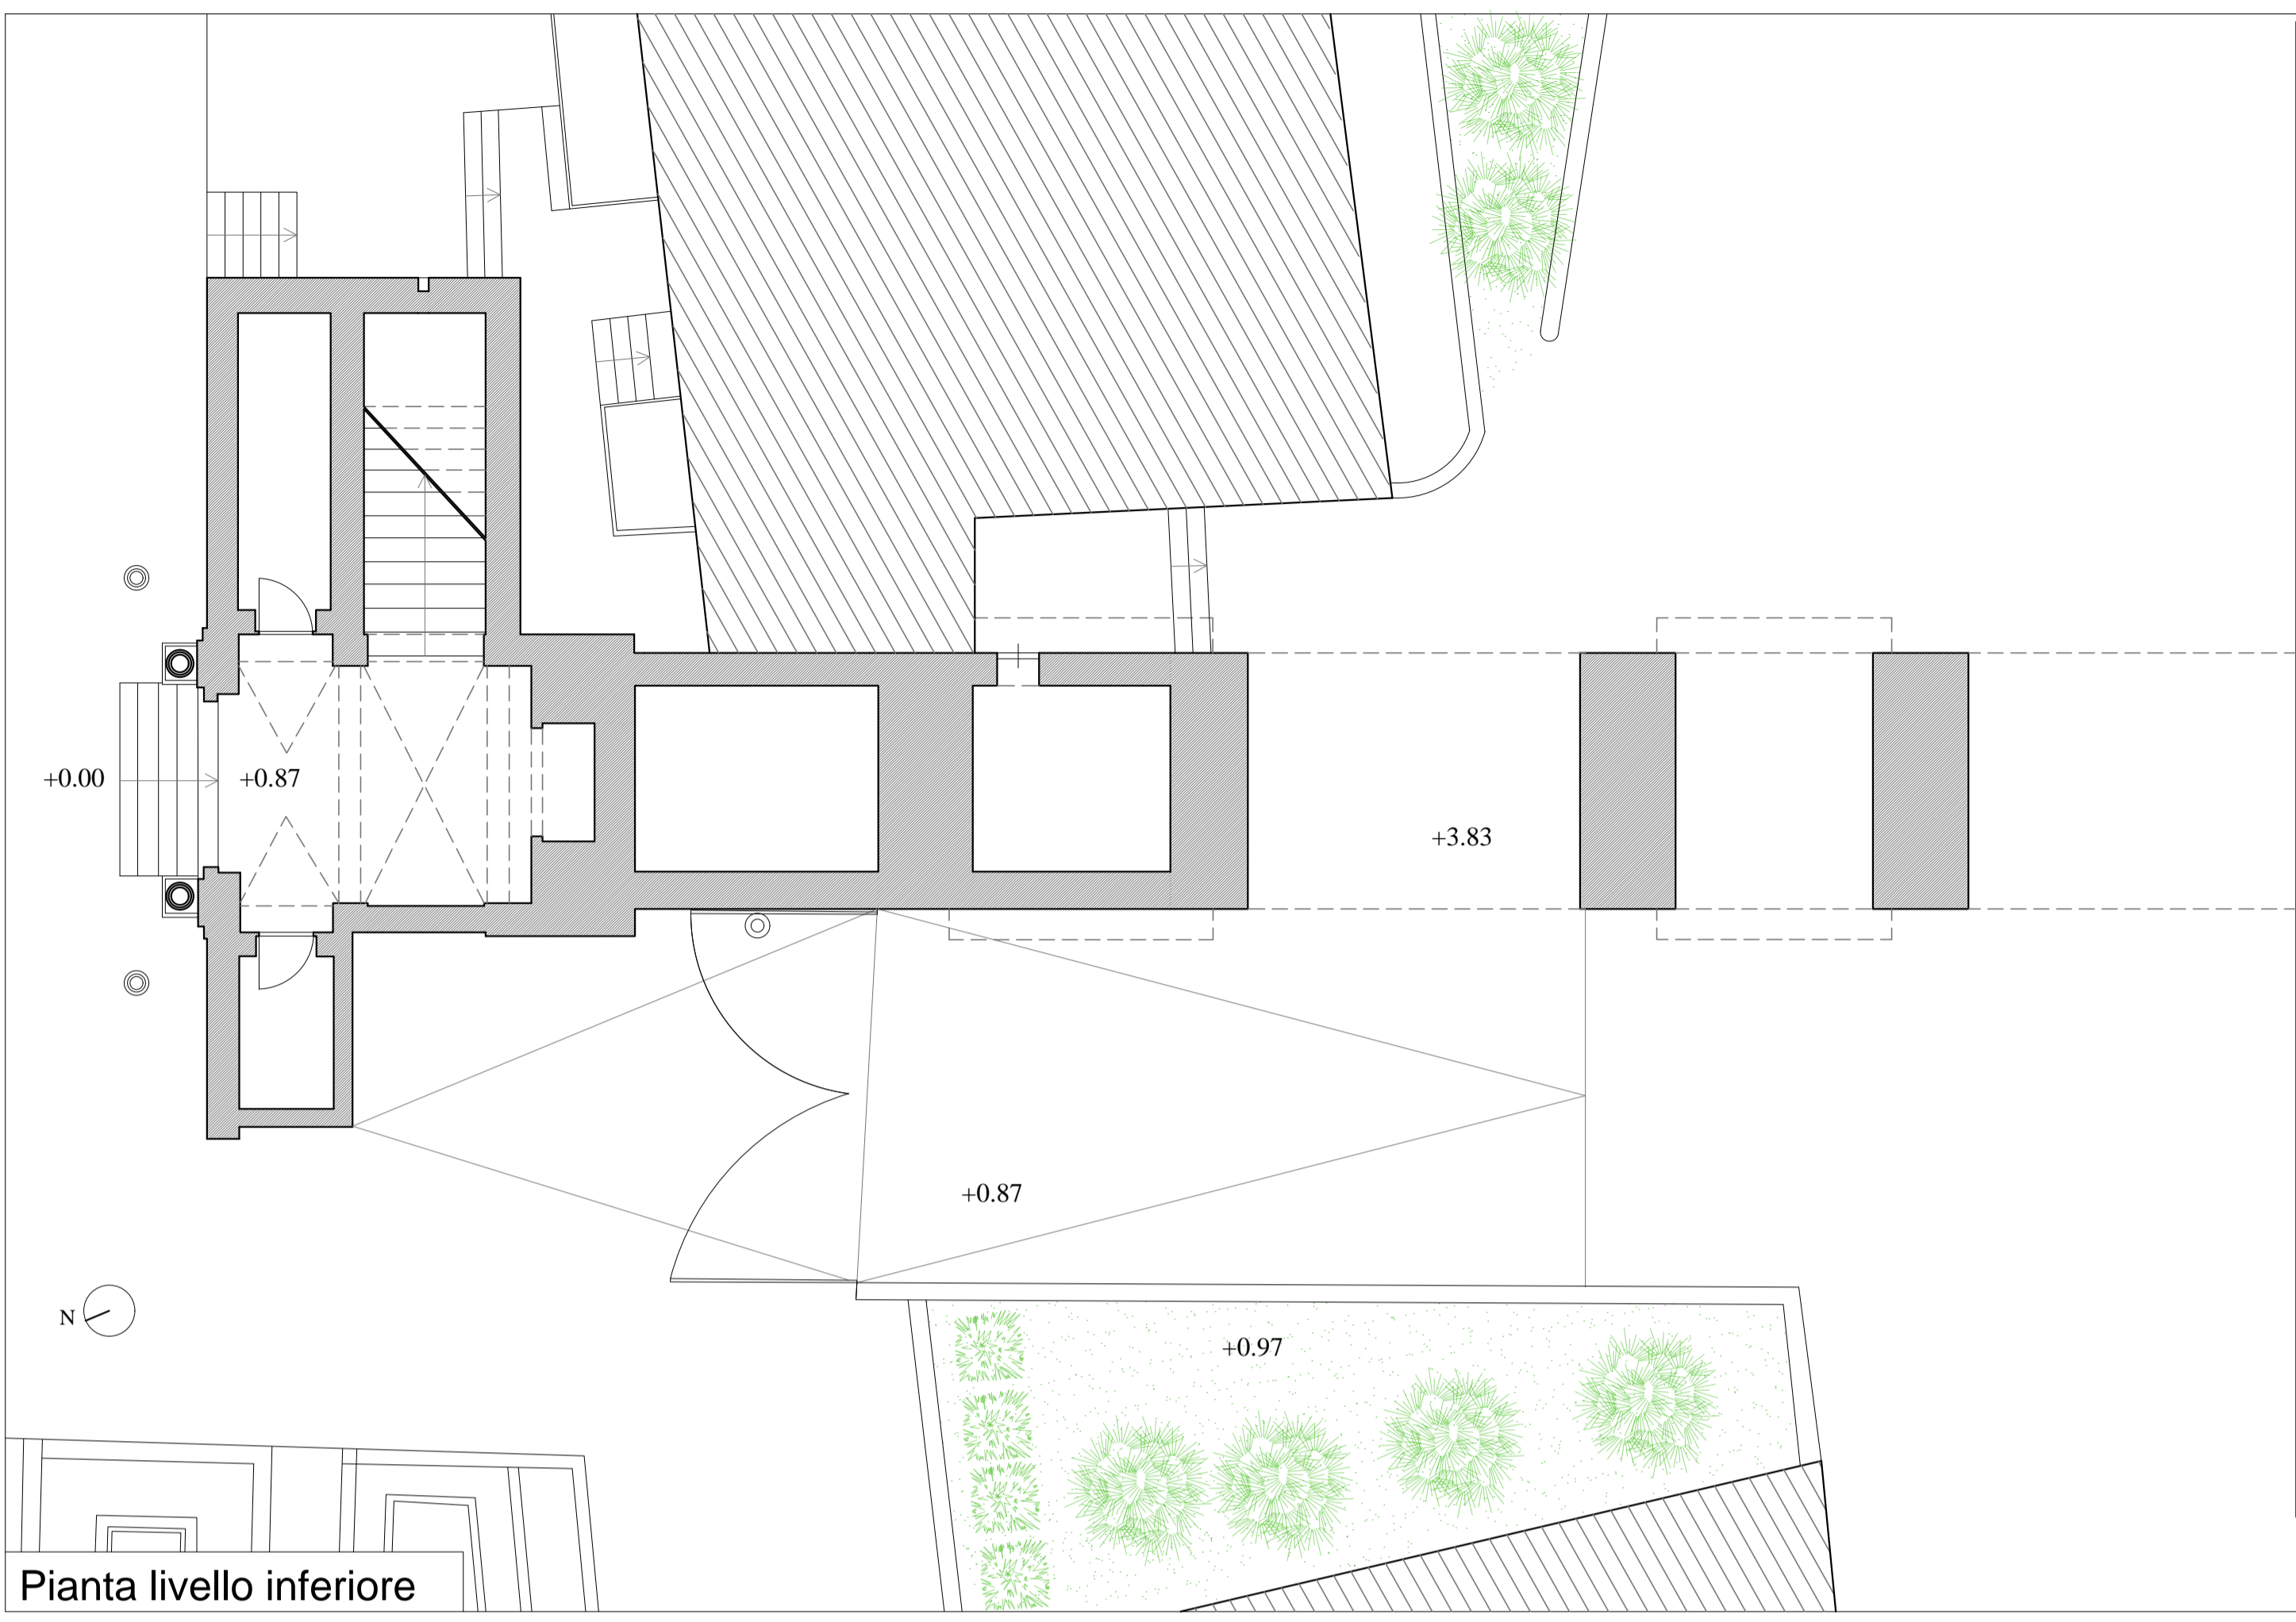 +0.00
+0.87
+3.83
+0.87
N
+0.97
Pianta livello inferiore